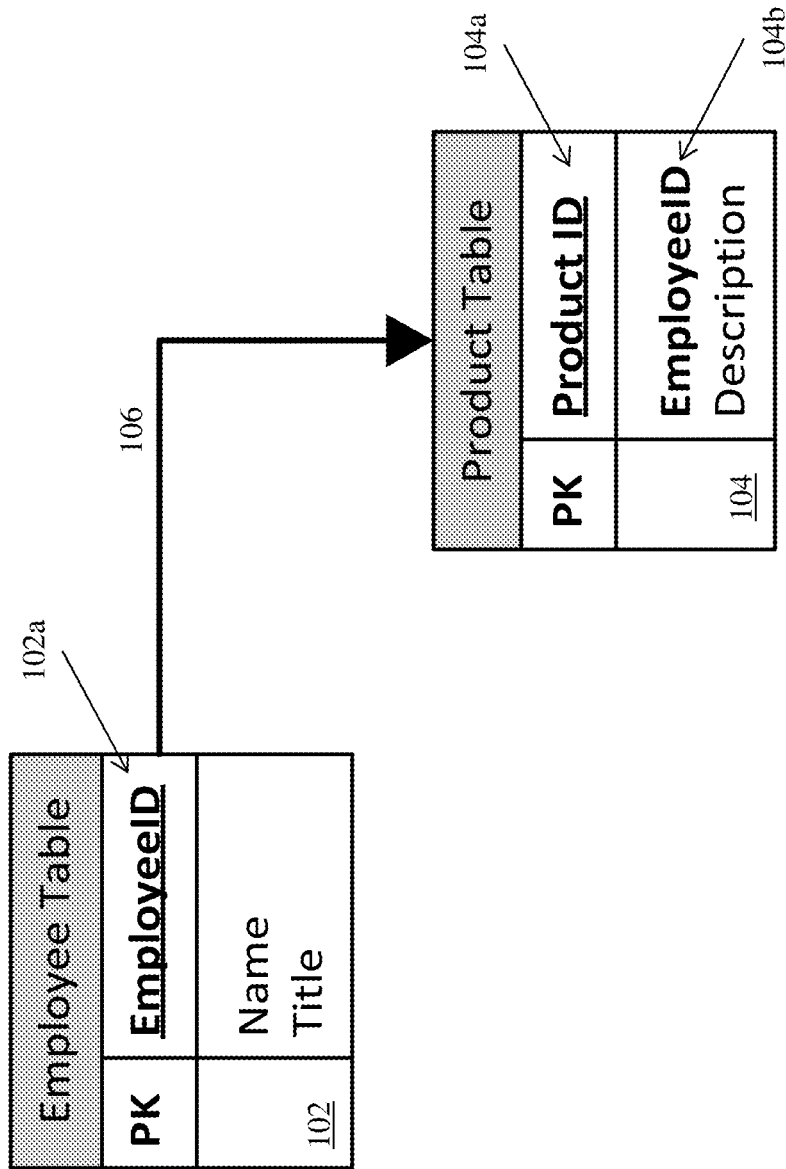 Employee Table
102a
PK EmployeeID
Name
102 Title
106
Product Table
104a
PK Product ID
EmployeeID
104 Description
104b